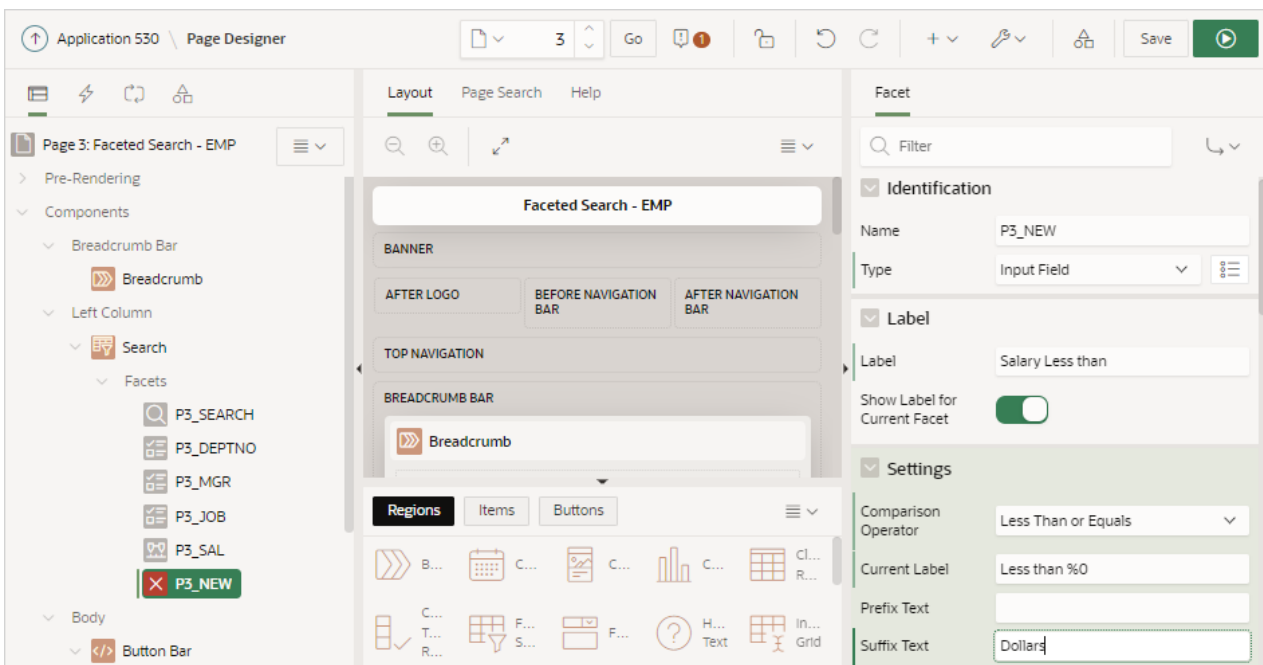 Application 530 \ Page Designer
3
Go
1
Save
Page 3: Faceted Search - EMP
Pre-Rendering
Components
Breadcrumb Bar
Breadcrumb
Left Column
Search
Facets
P3_SEARCH
P3_DEPTNO
P3_MGR
P3_JOB
P3_SAL
P3_NEW
Body
Button Bar
Layout
Page Search
Help
Faceted Search - EMP
BANNER
AFTER LOGO
BEFORE NAVIGATION
BAR
AFTER NAVIGATION
BAR
TOP NAVIGATION
BREADCRUMB BAR
Breadcrumb
Regions
Items
Buttons
B...
C...
C...
C...
Cl...
R...
C...
T...
R...
F...
S...
F...
H...
Text
In...
Grid
Facet
Filter
Identification
Name
P3_NEW
Type
Input Field
Label
Label
Salary Less than
Show Label for
Current Facet
Settings
Comparison
Operator
Less Than or Equals
Current Label
Less than %0
Prefix Text
Suffix Text
Dollars